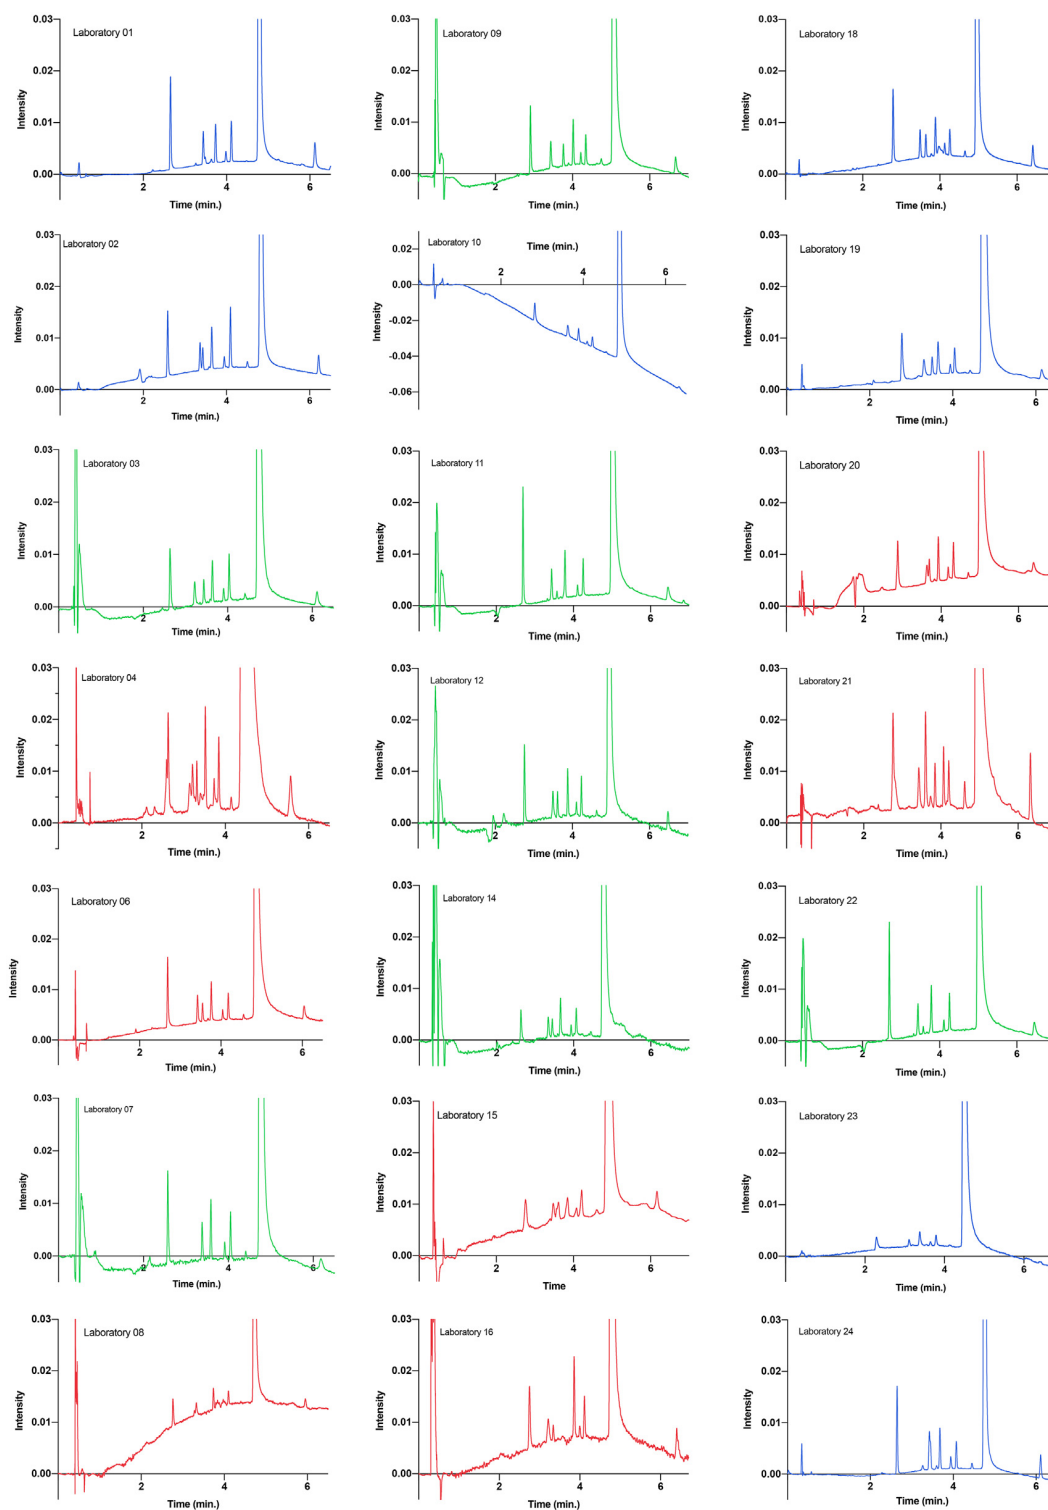 0.03
Laboratory 01
0.02
Intensity
0.01
0.00
2 4 6
Time (min.)
0.03
Laboratory 09
0.02
Intensity
0.01
0.00
2 4 6
Time (min.)
0.03
Laboratory 18
0.02
Intensity
0.01
0.00
2 4 6
Time (min.)
0.03
Laboratory 02
0.02
Intensity
0.01
0.00
2 4 6
Time (min.)
Laboratory 10
Time (min.)
0.02
2 4 6
0.00
Intensity
-0.02
-0.04
-0.06
0.03
Laboratory 19
0.02
Intensity
0.01
0.00
2 4 6
Time (min.)
0.03
Laboratory 03
0.02
Intensity
0.01
0.00
2 4 6
Time (min.)
0.03
Laboratory 11
0.02
Intensity
0.01
0.00
2 4 6
Time (min.)
0.03
Laboratory 20
0.02
Intensity
0.01
0.00
2 4 6
Time (min.)
0.03
Laboratory 04
0.02
Intensity
0.01
0.00
2 4 6
Time (min.)
0.03
Laboratory 12
0.02
Intensity
0.01
0.00
2 4 6
Time (min.)
0.03
Laboratory 21
0.02
Intensity
0.01
0.00
2 4 6
Time (min.)
0.03
Laboratory 06
0.02
Intensity
0.01
0.00
2 4 6
Time (min.)
0.03
Laboratory 14
0.02
Intensity
0.01
0.00
2 4 6
Time (min.)
0.03
Laboratory 22
0.02
Intensity
0.01
0.00
2 4 6
Time (min.)
0.03
Laboratory 07
0.02
Intensity
0.01
0.00
2 4 6
Time (min.)
0.03
Laboratory 15
0.02
Intensity
0.01
0.00
2 4 6
Time
0.03
Laboratory 23
0.02
Intensity
0.01
0.00
2 4 6
Time (min.)
0.03
Laboratory 08
0.02
Intensity
0.01
0.00
2 4 6
Time (min.)
0.03
Laboratory 16
0.02
Intensity
0.01
0.00
2 4 6
Time (min.)
0.03
Laboratory 24
0.02
Intensity
0.01
0.00
2 4 6
Time (min.)